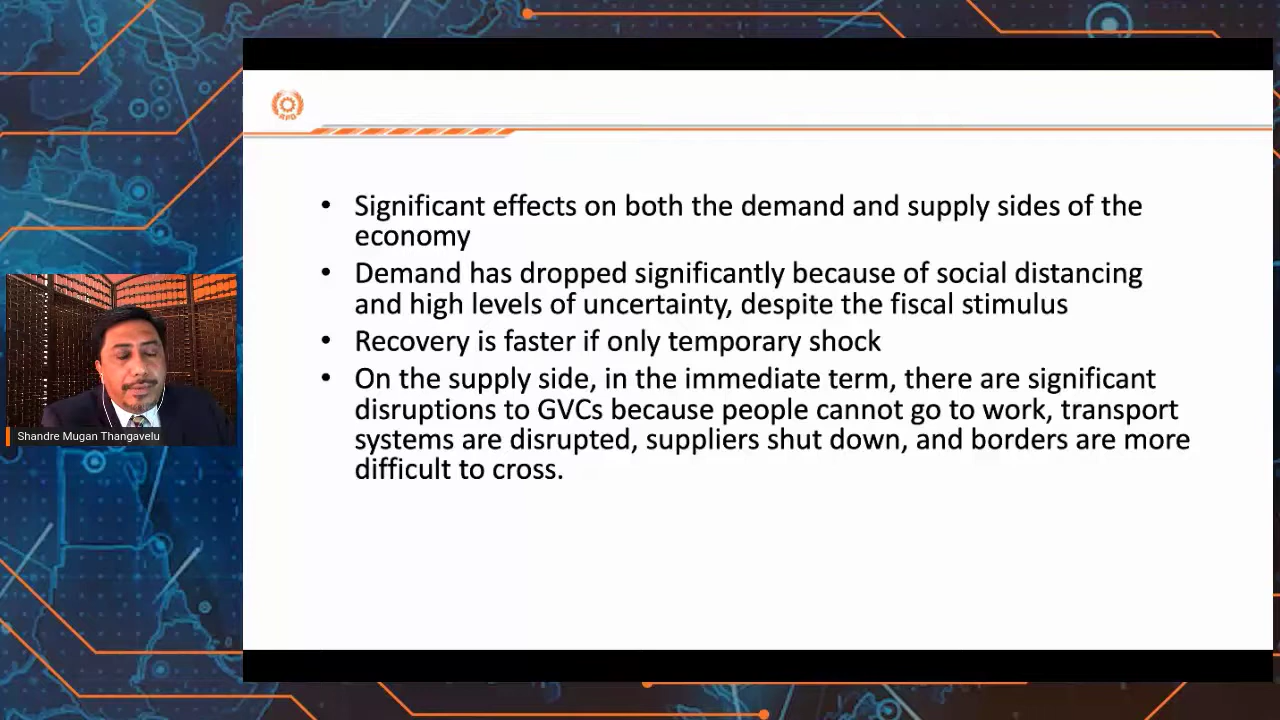 APO
• Significant effects on both the demand and supply sides of the
economy
• Demand has dropped significantly because of social distancing
and high levels of uncertainty, despite the fiscal stimulus
• Recovery is faster if only temporary shock
• On the supply side, in the immediate term, there are significant
disruptions to GVCs because people cannot go to work, transport
systems are disrupted, suppliers shut down, and borders are more
difficult to cross.
Shandre Mugan Thangavelu